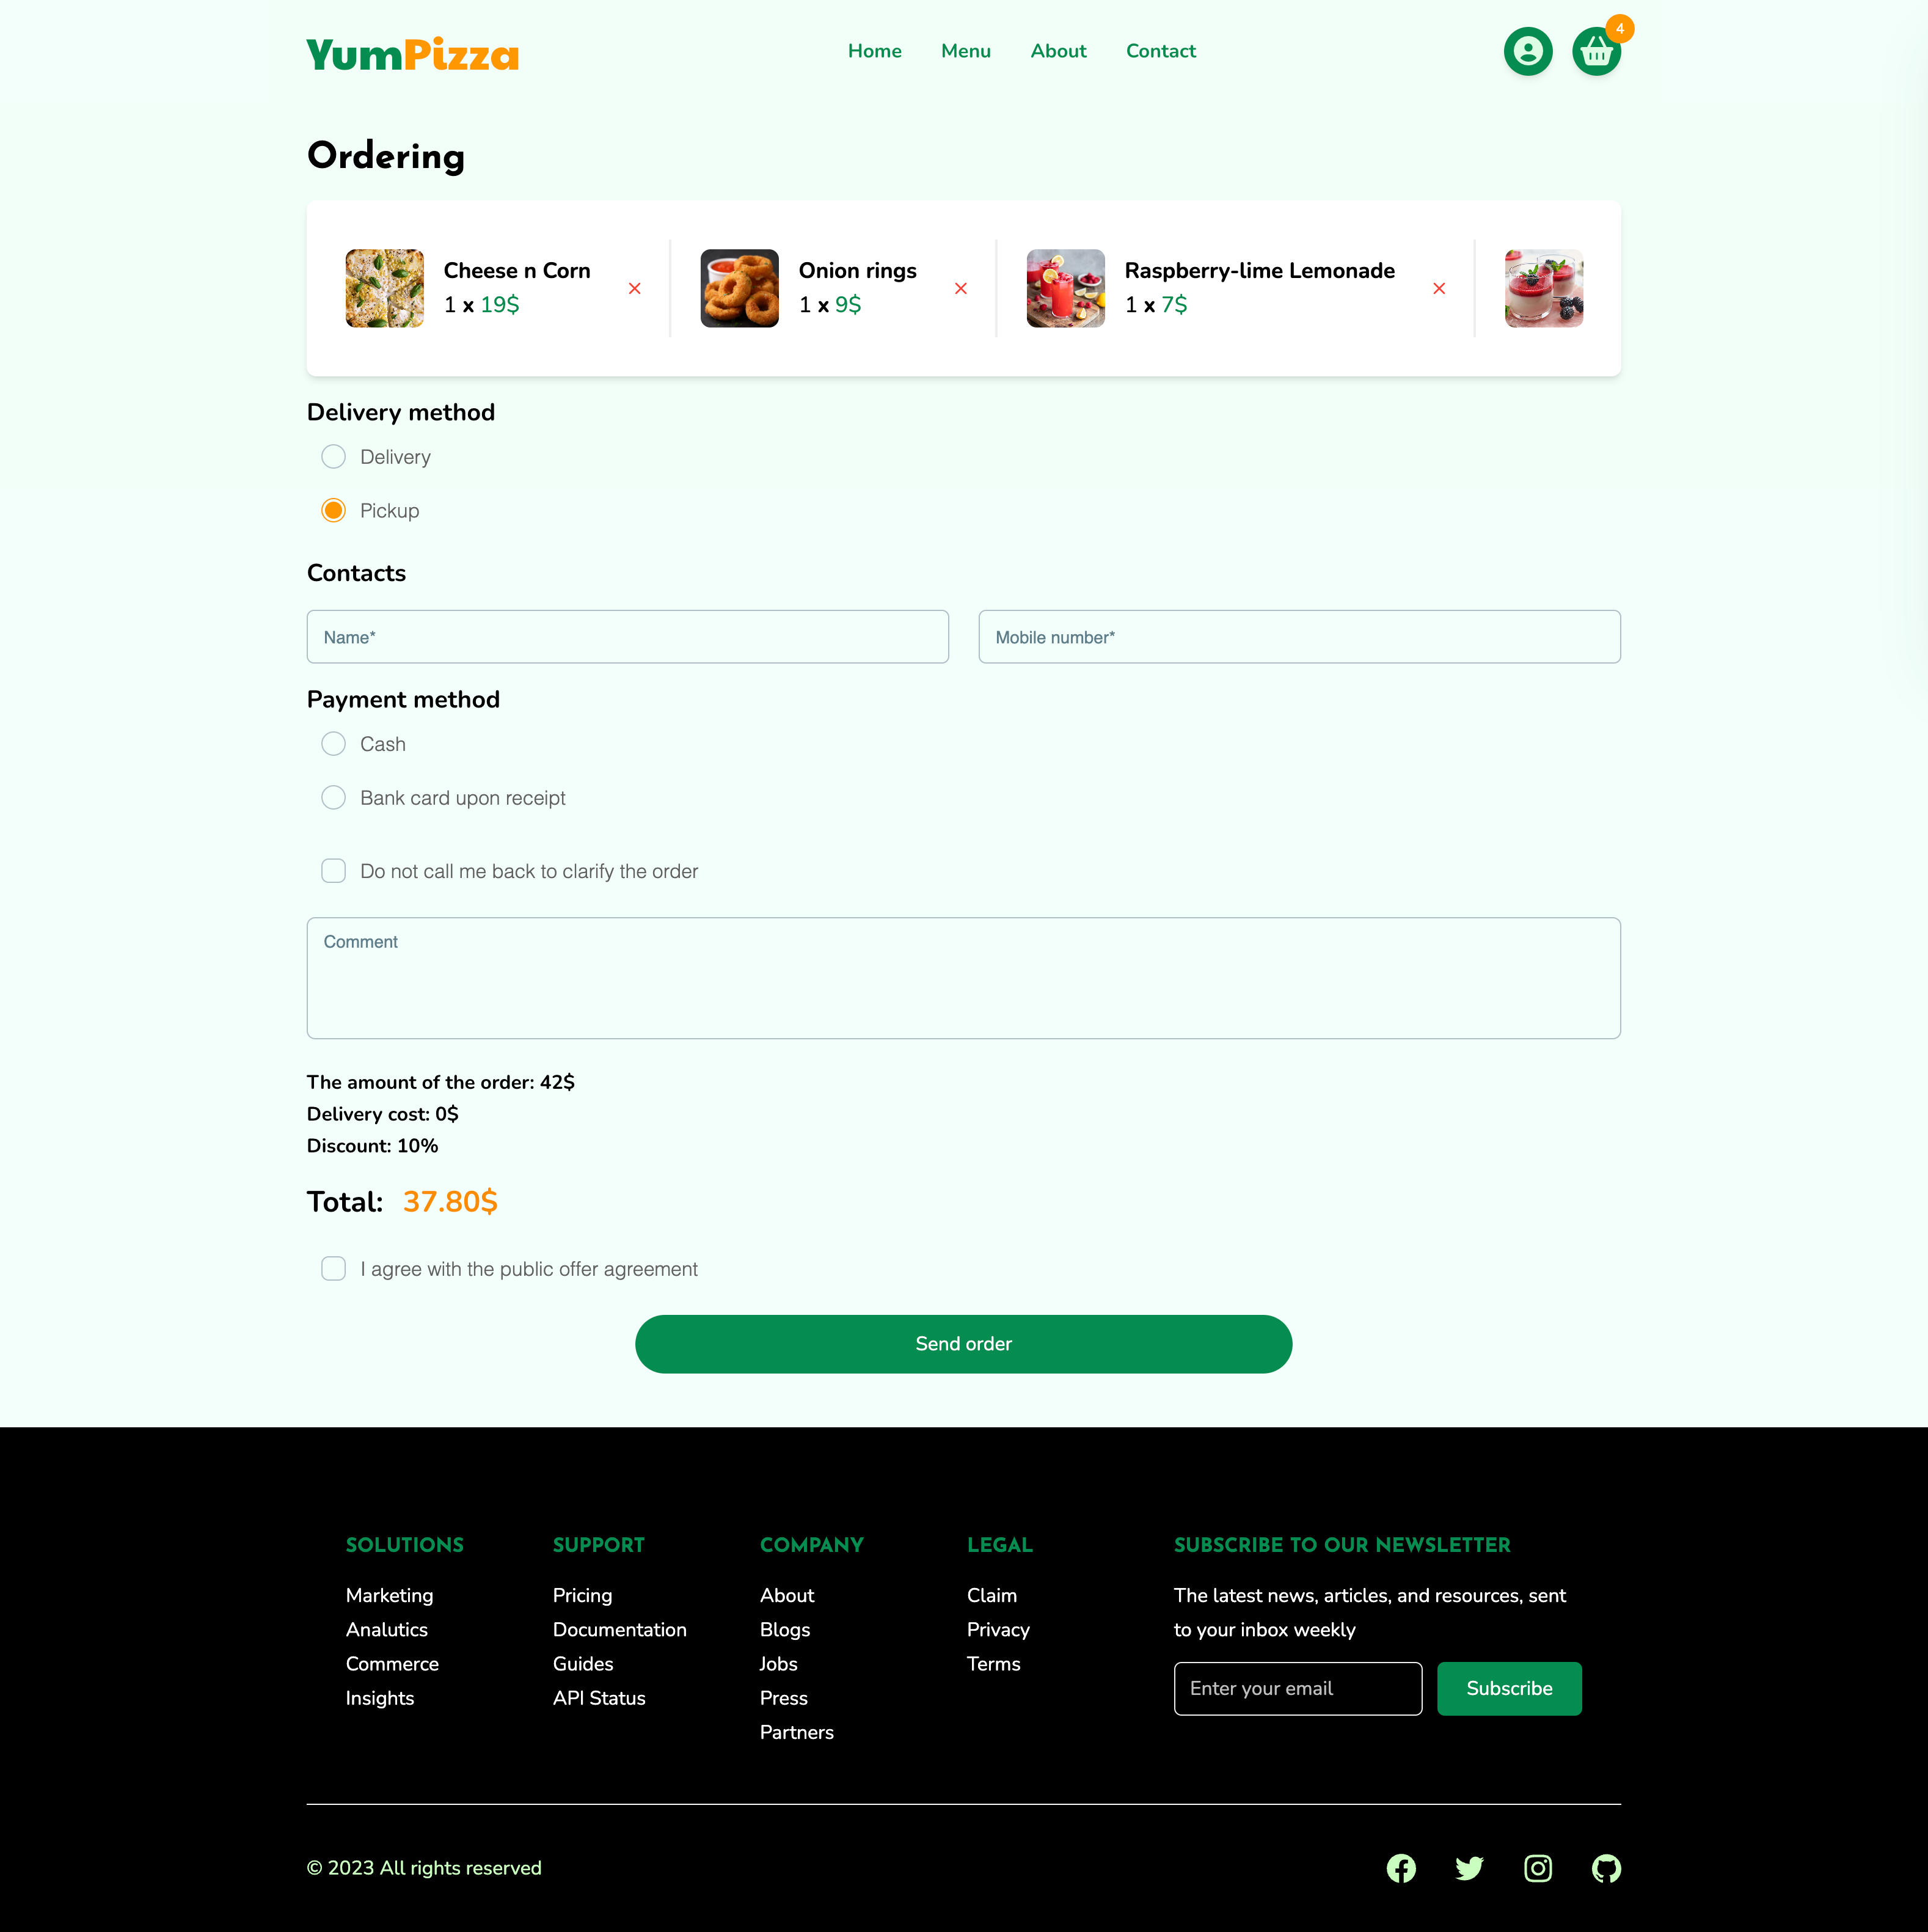 YumPizza
Home Menu About Contact
4
Ordering
Cheese n Corn
1 x 19$
Onion rings
1 x 9$
Raspberry-lime Lemonade
1 x 7$
Delivery method
Delivery
Pickup
Contacts
Name*
Mobile number*
Payment method
Cash
Bank card upon receipt
Do not call me back to clarify the order
Comment
The amount of the order: 42$
Delivery cost: 0$
Discount: 10%
Total: 37.80$
I agree with the public offer agreement
Send order
SOLUTIONS
Marketing
Analutics
Commerce
Insights
SUPPORT
Pricing
Documentation
Guides
API Status
COMPANY
About
Blogs
Jobs
Press
Partners
LEGAL
Claim
Privacy
Terms
SUBSCRIBE TO OUR NEWSLETTER
The latest news, articles, and resources, sent
to your inbox weekly
Enter your email
Subscribe
© 2023 All rights reserved